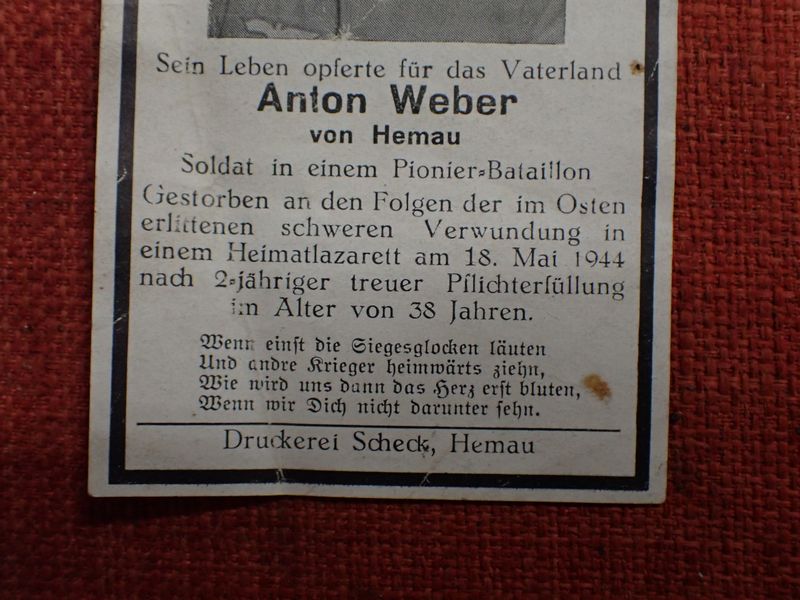 Sein Leben opferte für das Vaterland
Anton Weber
von Hemau
Soldat in einem Pionier-Bataillon
Gestorben an den Folgen der im Osten
erlittenen schweren Verwundung in
einem Heimatlazarett am 18. Mai 1944
nach 2-jähriger treuer Pflichterfüllung
im Alter von 38 Jahren.
Wenn einſt die Siegesglocken läuten
Und andre Krieger heimwärts ziehn,
Wie wird uns dann das Herz erſt bluten,
Wenn wir Dich nicht darunter ſehn.
Druckerei Scheck, Hemau